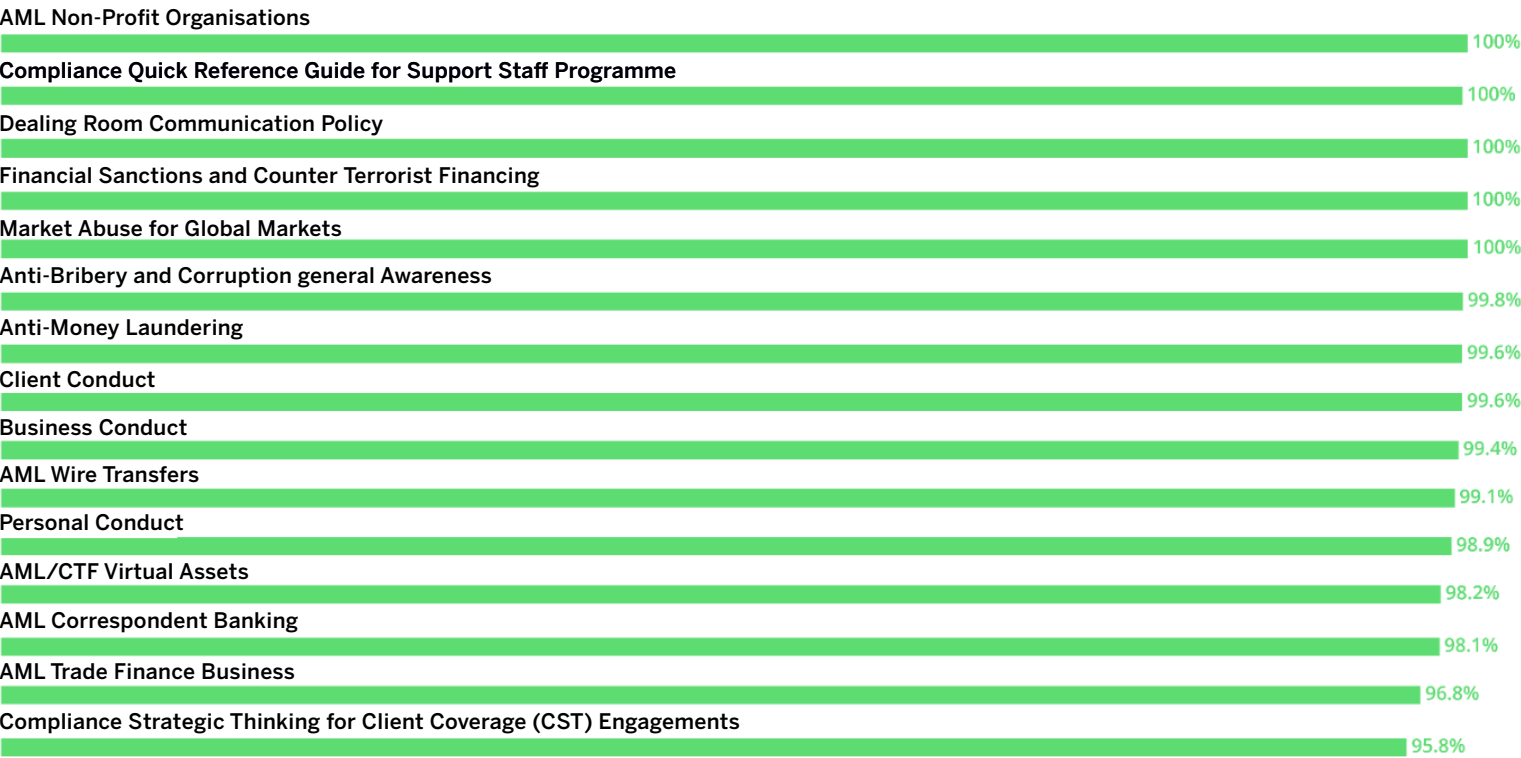 AML Non-Profit Organisations
100%
Compliance Quick Reference Guide for Support Staff Programme
100%
Dealing Room Communication Policy
100%
Financial Sanctions and Counter Terrorist Financing
100%
Market Abuse for Global Markets
100%
Anti-Bribery and Corruption general Awareness
99.8%
Anti-Money Laundering
99.6%
Client Conduct
99.6%
Business Conduct
99.4%
AML Wire Transfers
99.1%
Personal Conduct
98.9%
AML/CTF Virtual Assets
98.2%
AML Correspondent Banking
98.1%
AML Trade Finance Business
96.8%
Compliance Strategic Thinking for Client Coverage (CST) Engagements
95.8%